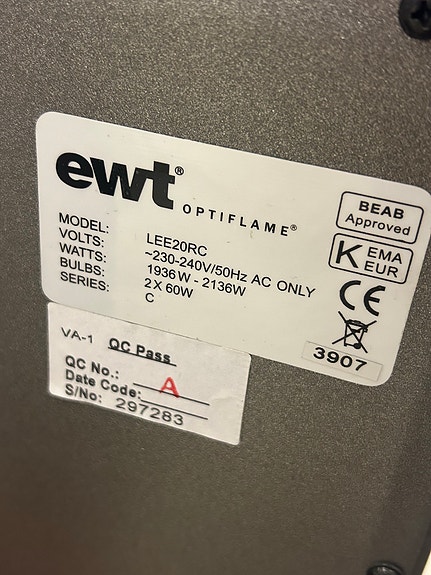 ewt®
OPTIFLAME®
MODEL: LEE20RC
VOLTS: ~230-240V/50Hz AC ONLY
WATTS: 1936W - 2136W
BULBS: 2 X 60W
SERIES: C
BEAB
Approved
K EMA
EUR
CE
3907
VA-1 QC Pass
QC No.: A
Date Code:
S/No: 297283